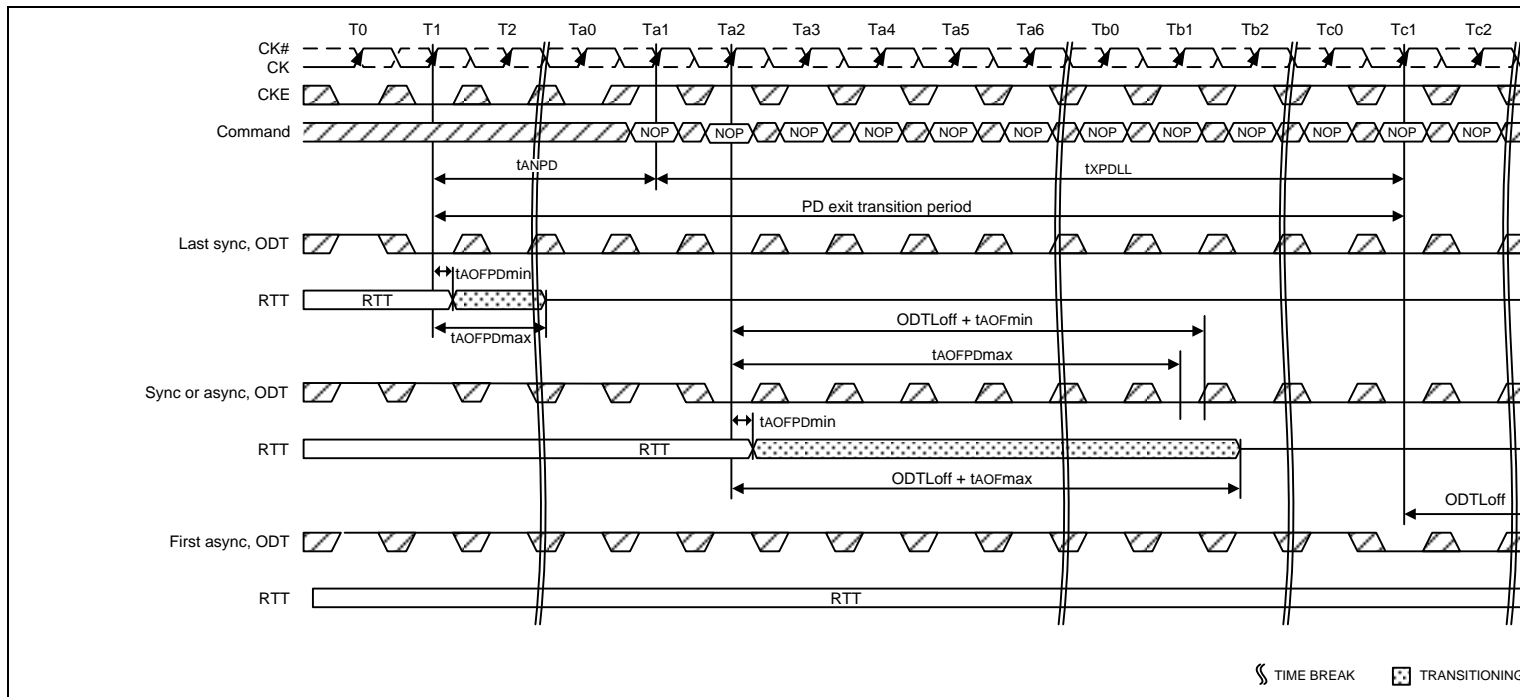 T0 T1 T2 Ta0 Ta1 Ta2 Ta3 Ta4 Ta5 Ta6 Tb0 Tb1 Tb2 Tc0 Tc1 Tc2
CK#
CK
CKE
Command NOP NOP NOP NOP NOP NOP NOP NOP NOP NOP NOP NOP
tANPD tXPDLL
PD exit transition period
Last sync, ODT
tAOFPDmin
RTT RTT
ODTLoff + tAOFmin
tAOFPDmax
tAOFPDmax
Sync or async, ODT
tAOFPDmin
RTT RTT
ODTLoff + tAOFmax
ODTLoff
First async, ODT
RTT RTT
TIME BREAK TRANSITIONING